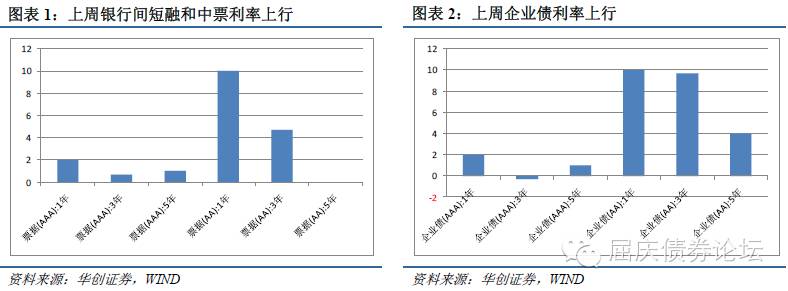 图表 1：上周银行间短融和中票利率上行
12
10
8
6
4
2
0
票据(AAA):1年
票据(AAA):3年
票据(AAA):5年
票据(AA):1年
票据(AA):3年
票据(AA):5年
资料来源：华创证券，WIND
图表 2：上周企业债利率上行
12
10
8
6
4
2
0
-2
企业债(AAA):1年
企业债(AAA):3年
企业债(AAA):5年
企业债(AA):1年
企业债(AA):3年
企业债(AA):5年
屈庆债券论坛
资料来源：华创证券，WIND